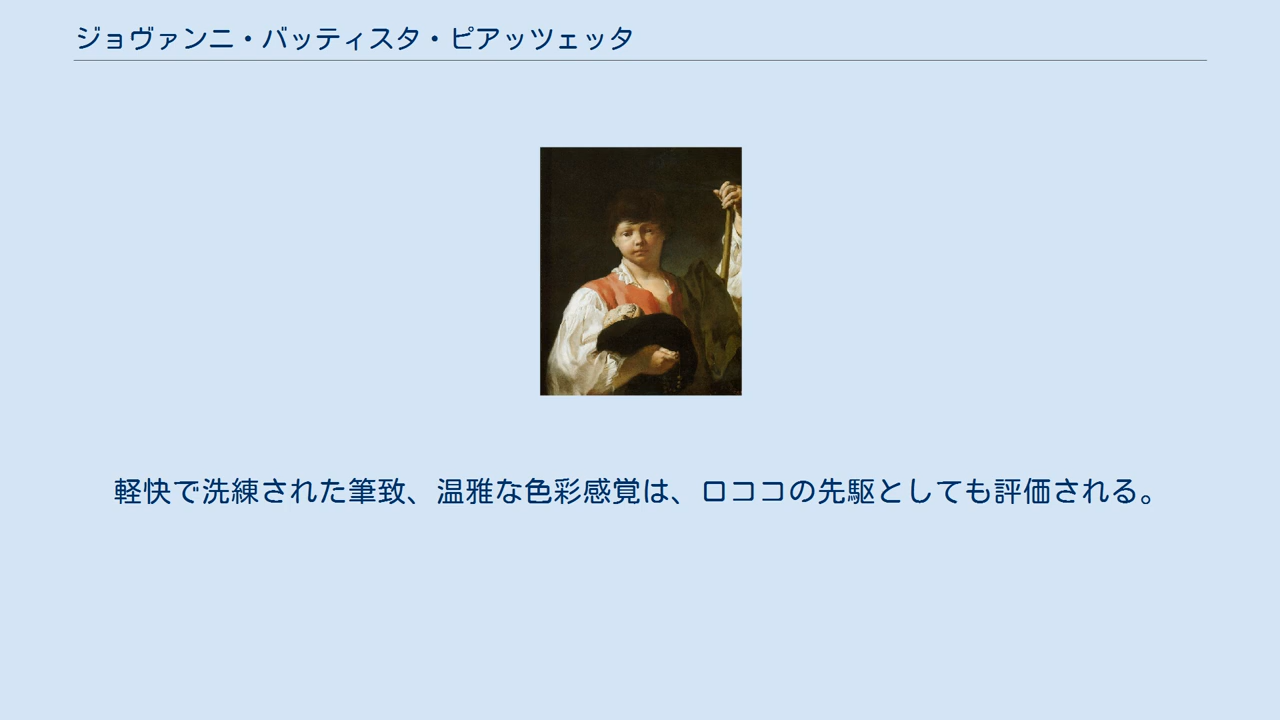 ジョヴァンニ・バッティスタ・ピアッツェッタ
軽快で洗練された筆致、温雅な色彩感覚は、ロココの先駆としても評価される。